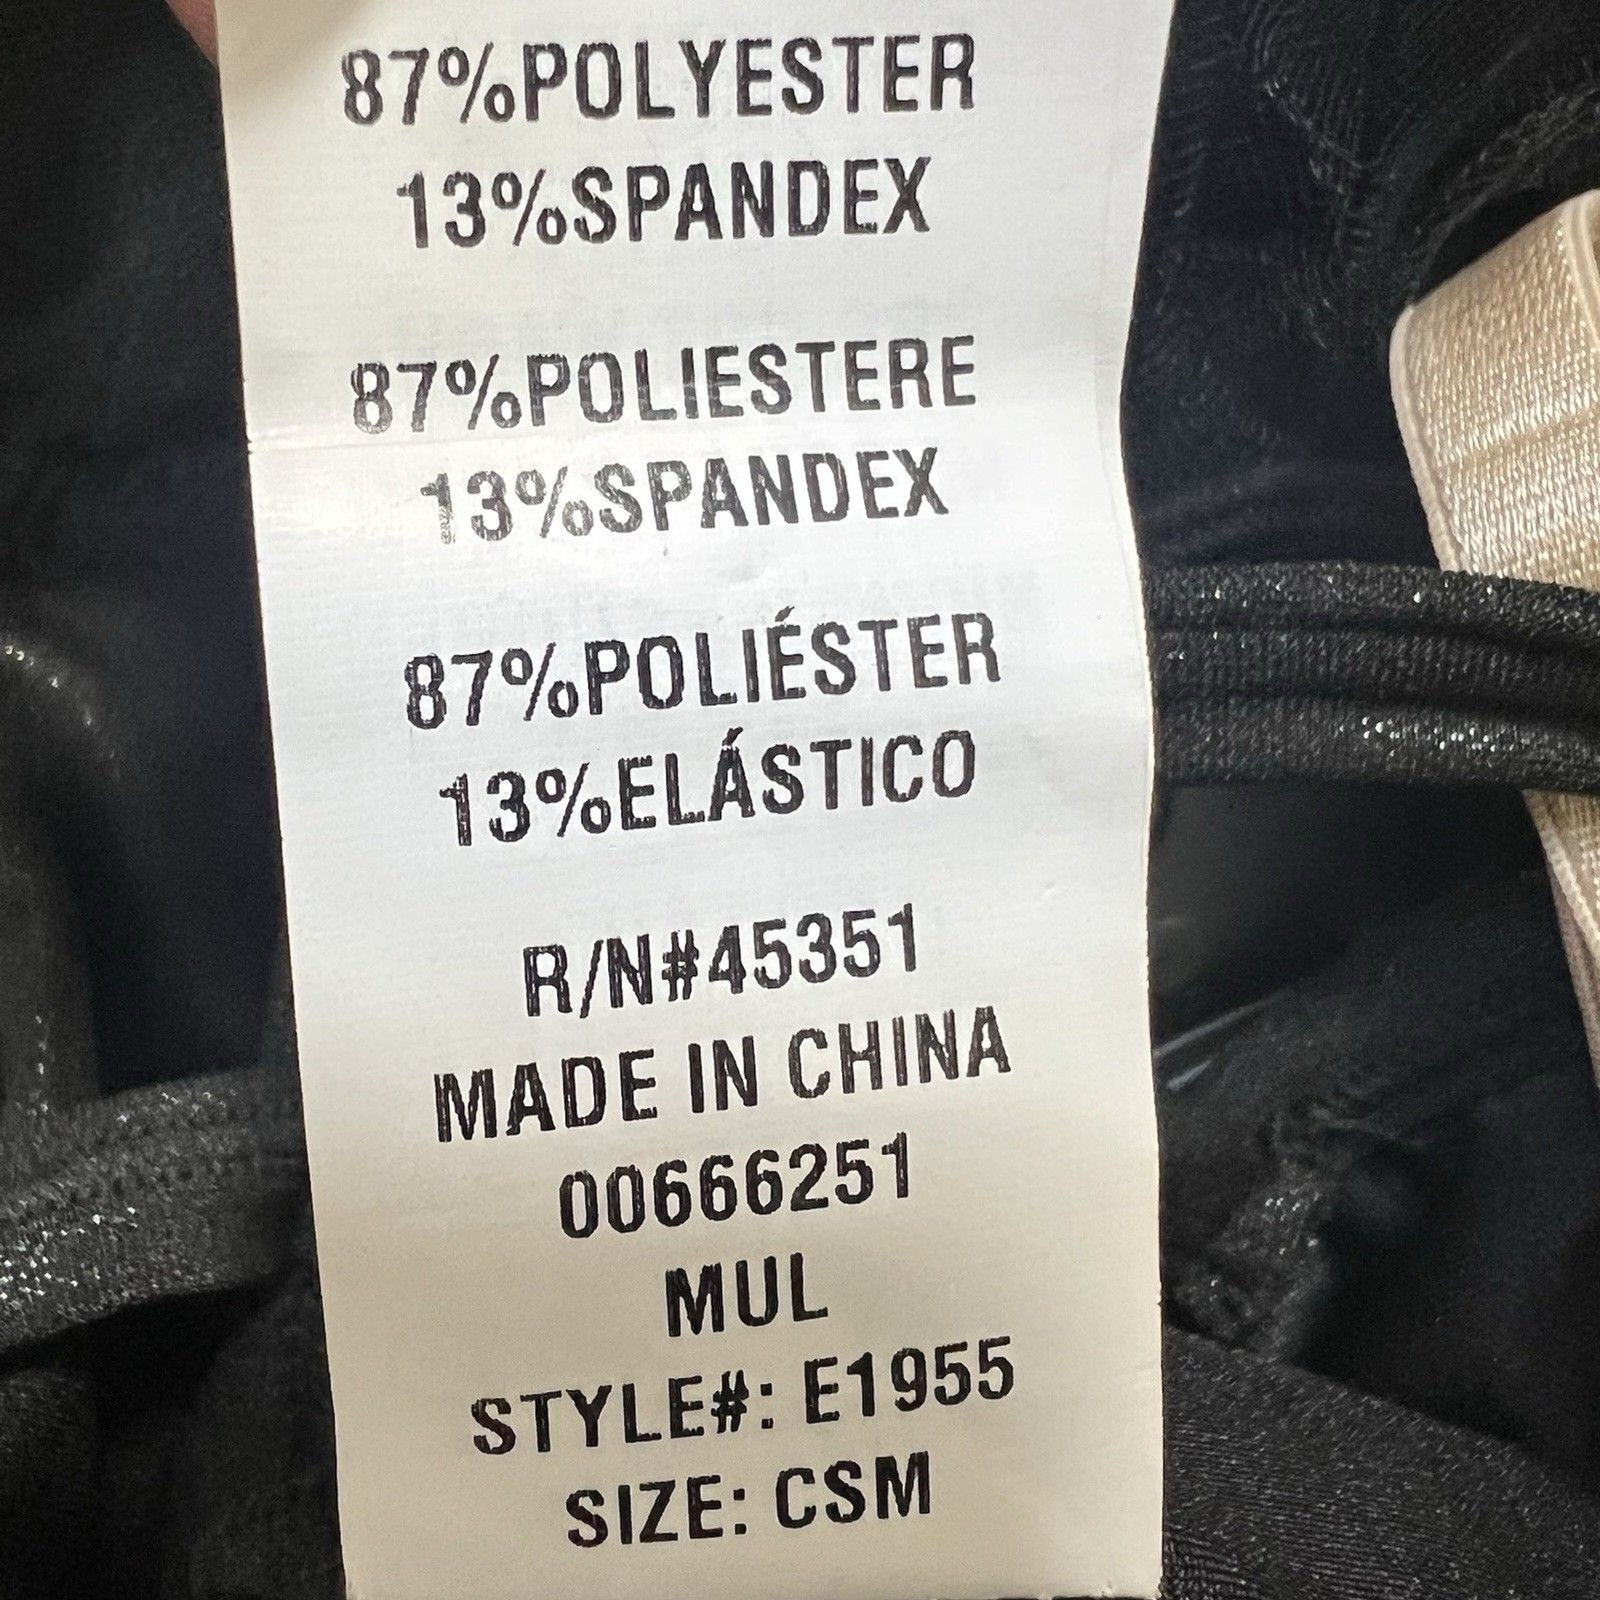 87%POLYESTER
13%SPANDEX
87%POLIESTERE
13%SPANDEX
87%POLIÉSTER
13%ELÁSTICO
R/N#45351
MADE IN CHINA
00666251
MUL
STYLE#: E1955
SIZE: CSM